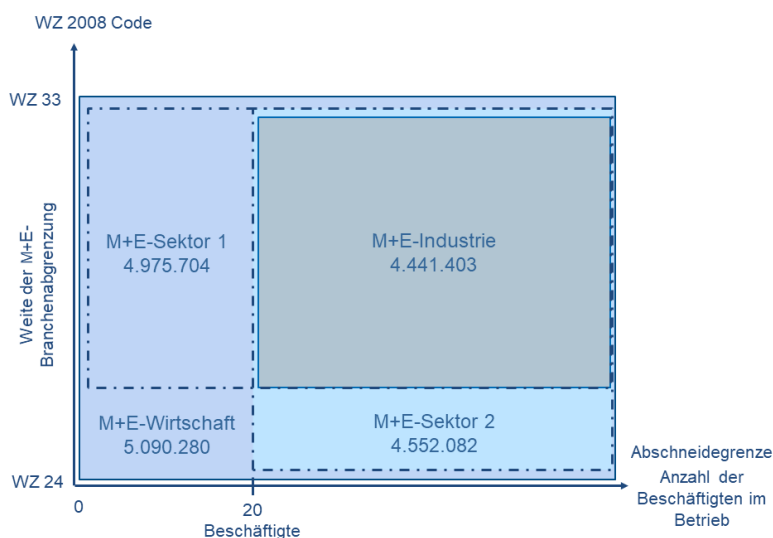 WZ 2008 Code
WZ 33
Weite der M+E-
Branchenabgrenzung
M+E-Sektor 1
4.975.704
M+E-Industrie
4.441.403
M+E-Wirtschaft
5.090.280
M+E-Sektor 2
4.552.082
WZ 24
0
20
Beschäftigte
Abschneidegrenze
Anzahl der
Beschäftigten im
Betrieb